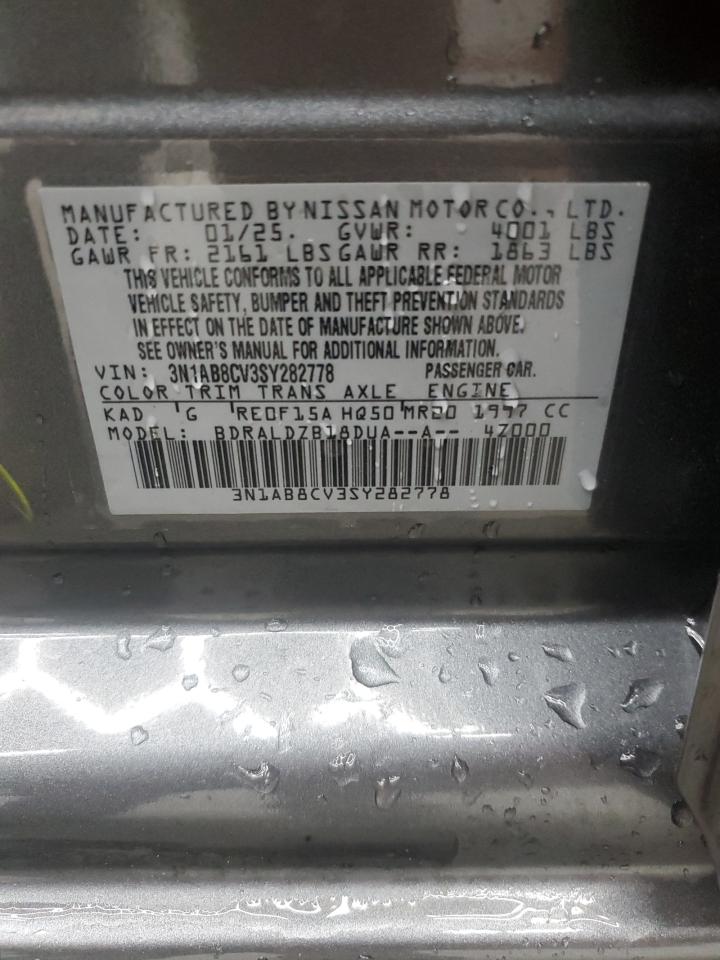 MANUFACTURED BY NISSAN MOTOR CO., LTD.
DATE: 01/25. GVWR: 4001 LBS
GAWR FR: 2161 LBS GAWR RR: 1863 LBS
THIS VEHICLE CONFORMS TO ALL APPLICABLE FEDERAL MOTOR
VEHICLE SAFETY, BUMPER AND THEFT PREVENTION STANDARDS
IN EFFECT ON THE DATE OF MANUFACTURE SHOWN ABOVE.
SEE OWNER'S MANUAL FOR ADDITIONAL INFORMATION.
VIN: 3N1AB8CV3SY282778 PASSENGER CAR.
COLOR TRIM TRANS AXLE ENGINE
KAD G RE0F15A HQ50 MR20 1997 CC
MODEL: BDRALDZB18DUA--A-- 4Z000
3N1AB8CV3SY282778